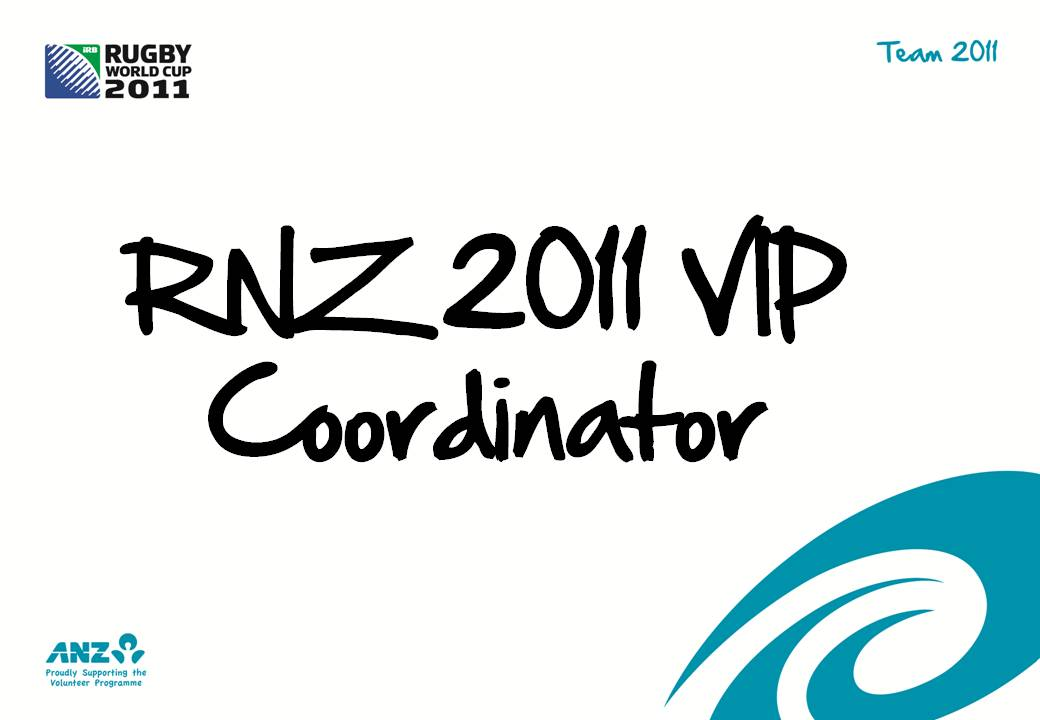 iRB
RUGBY
WORLD CUP
2011
Team 2011
RNZ 2011 VIP
Coordinator
ANZ
Proudly Supporting the
Volunteer Programme